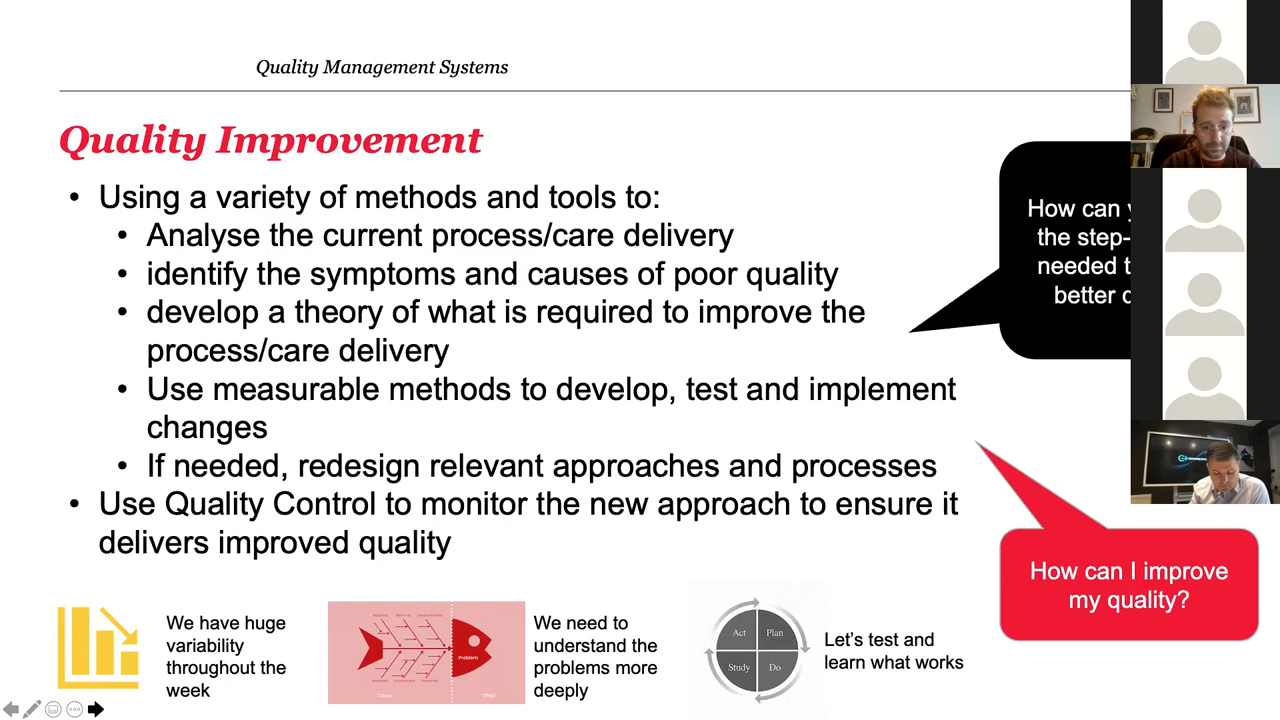 Quality Management Systems
Quality Improvement
• Using a variety of methods and tools to:
• Analyse the current process/care delivery
• identify the symptoms and causes of poor quality
• develop a theory of what is required to improve the
process/care delivery
• Use measurable methods to develop, test and implement
changes
• If needed, redesign relevant approaches and processes
• Use Quality Control to monitor the new approach to ensure it
delivers improved quality
How can
the step-
needed
better
How can I improve
my quality?
We have huge
variability
throughout the
week
Problem
Cause
Effect
We need to
understand the
problems more
deeply
Act Plan
Study Do
Let's test and
learn what works